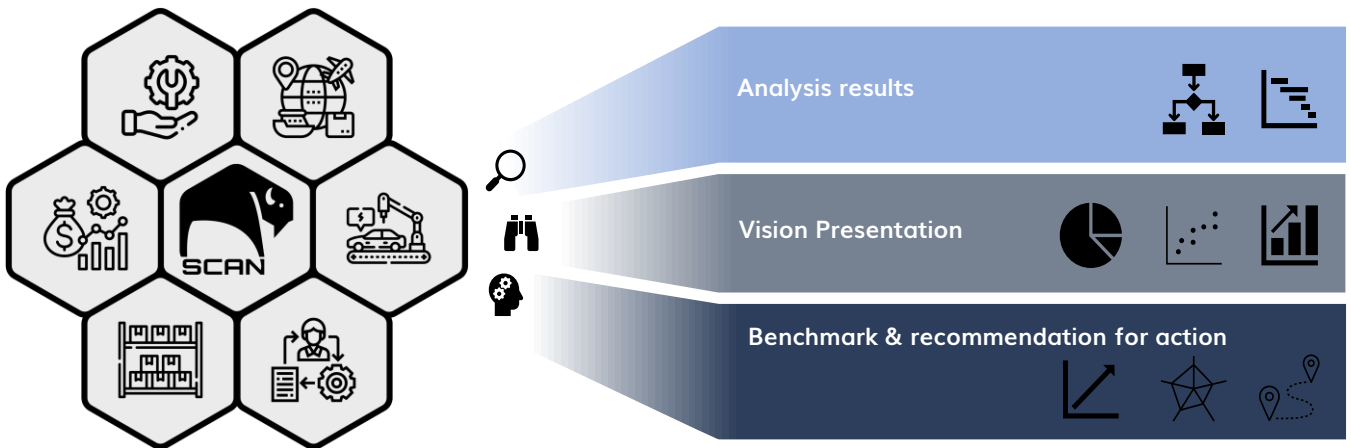 SCAN
Analysis results
Vision Presentation
Benchmark & recommendation for action